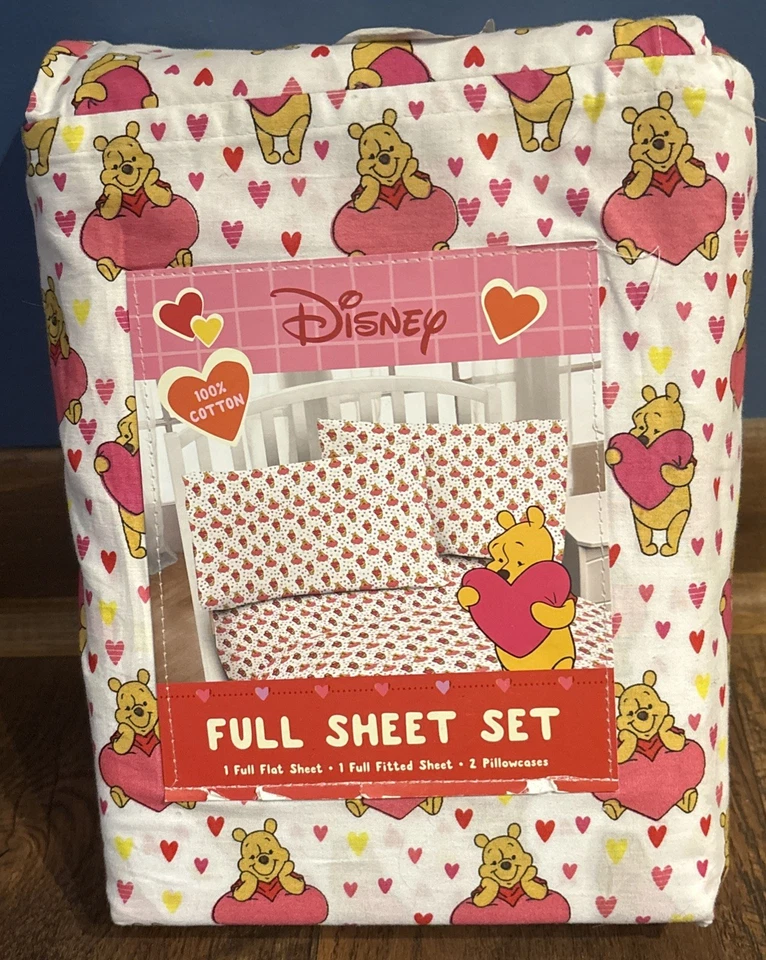 Disney
100%
COTTON
FULL SHEET SET
1 Full Flat Sheet • 1 Full Fitted Sheet • 2 Pillowcases